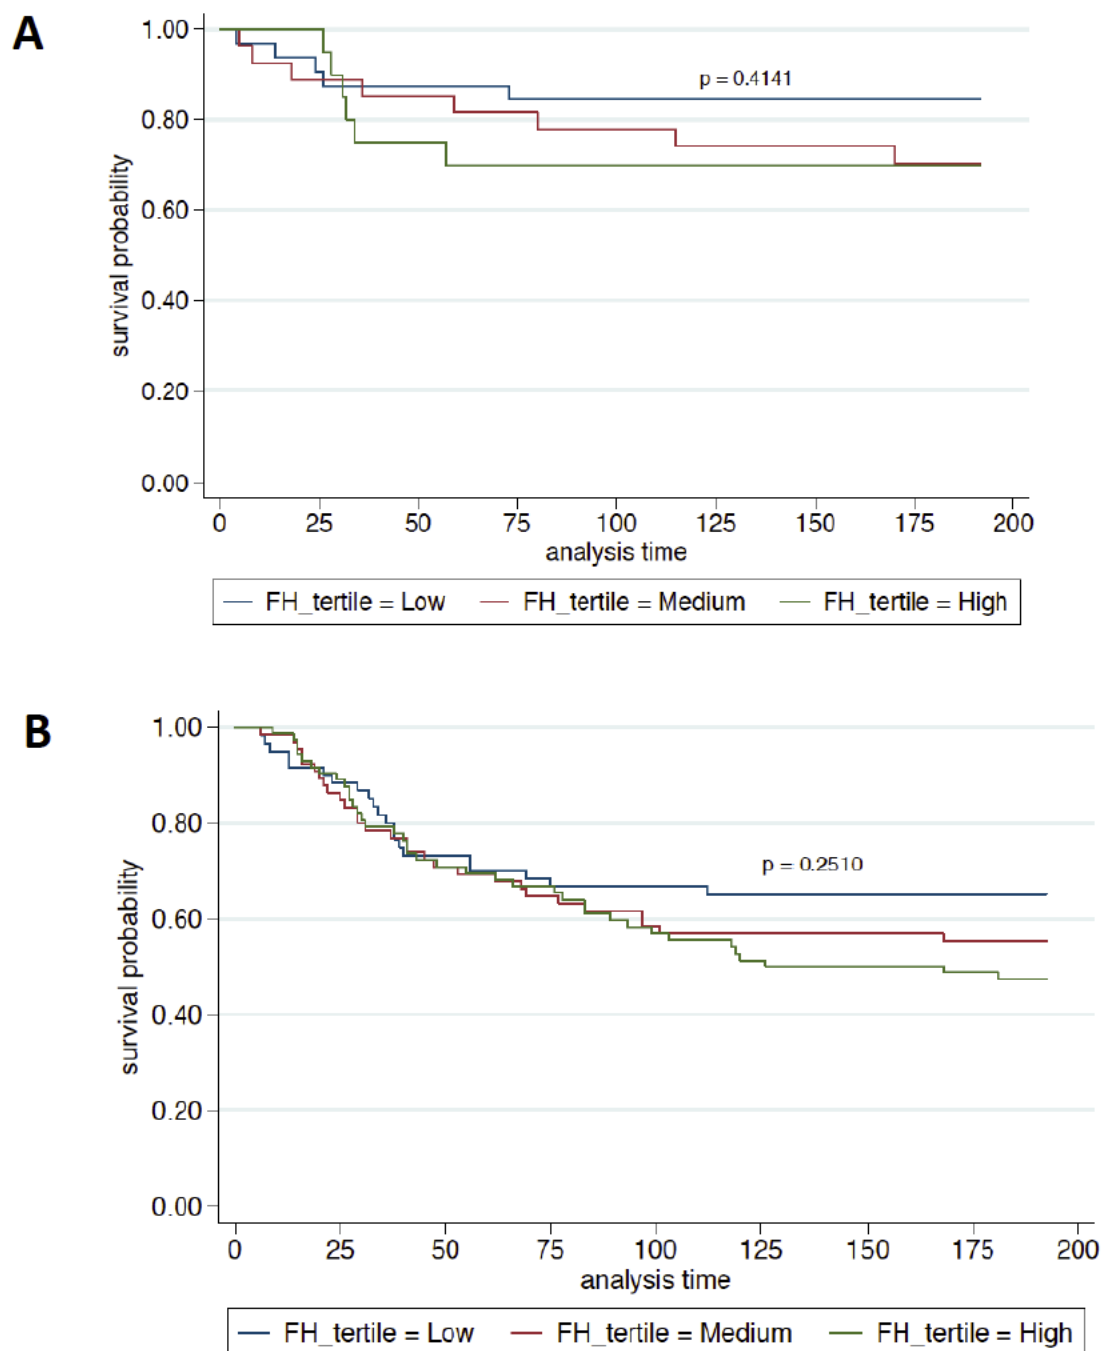 A
1.00
0.80
0.60
0.40
0.20
0.00
survival probability
p = 0.4141
0 25 50 75 100 125 150 175 200
analysis time
FH_tertile = Low FH_tertile = Medium FH_tertile = High
B
1.00
0.80
0.60
0.40
0.20
0.00
survival probability
p = 0.2510
0 25 50 75 100 125 150 175 200
analysis time
FH_tertile = Low FH_tertile = Medium FH_tertile = High